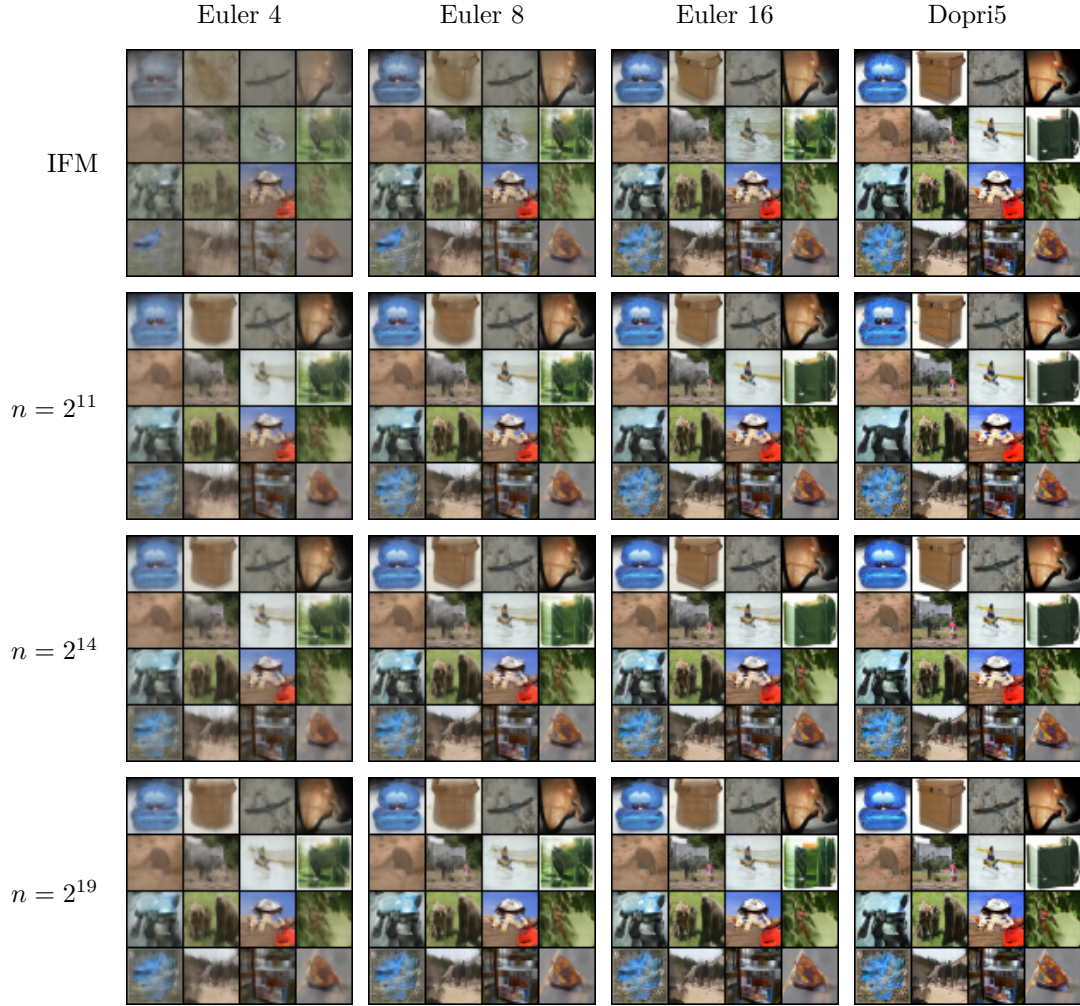 Euler 4 Euler 8 Euler 16 Dopri5
IFM
n = 2^11
n = 2^14
n = 2^19